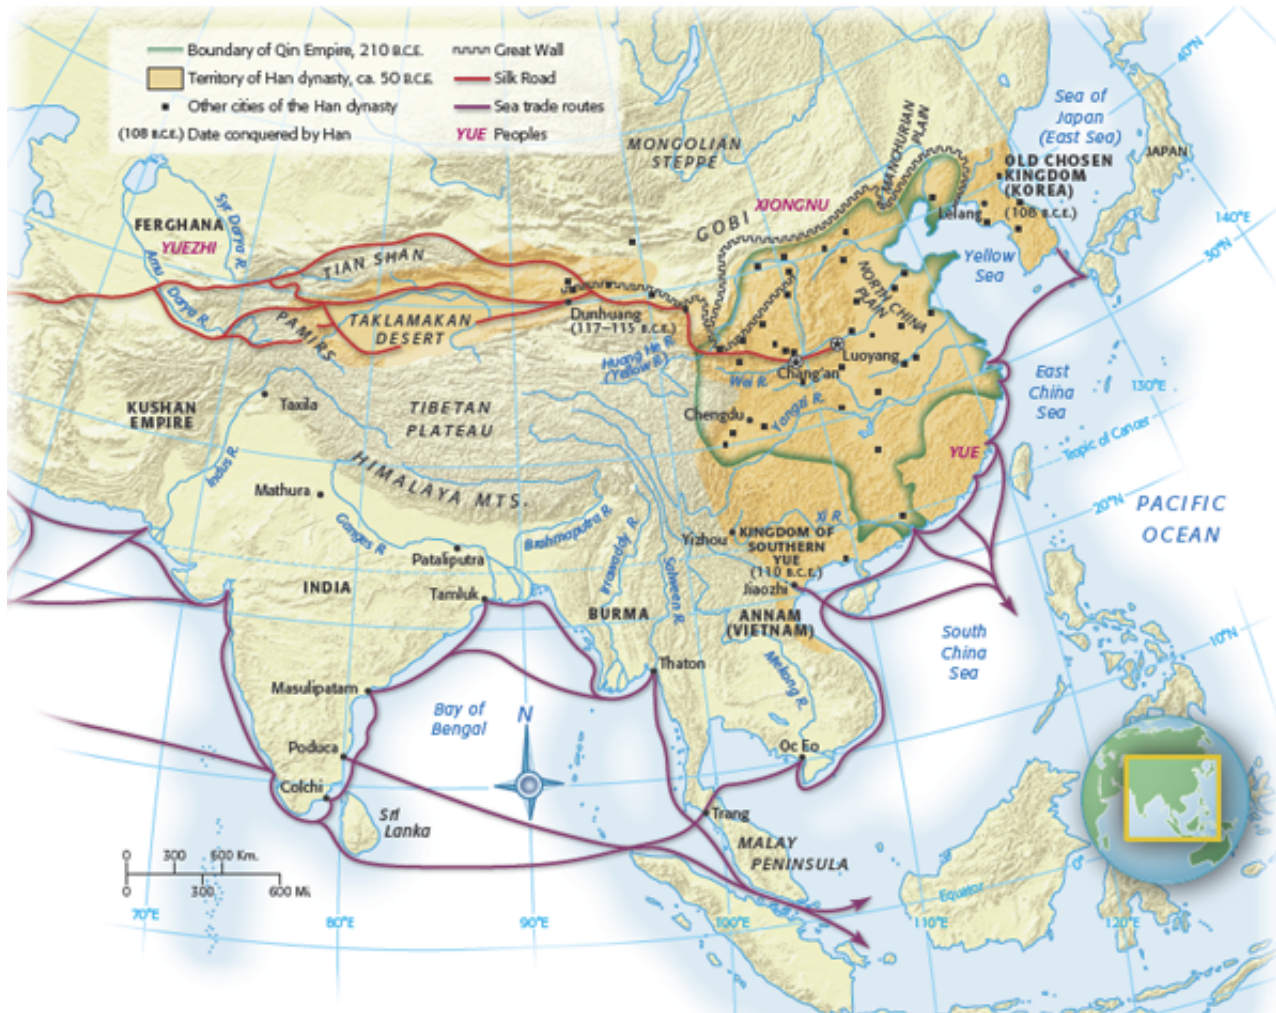 Boundary of Qin Empire, 210 B.C.E.
Territory of Han dynasty, ca. 50 B.C.E.
Other cities of the Han dynasty
(108 B.C.E.) Date conquered by Han
Great Wall
Silk Road
Sea trade routes
YUE Peoples
40°N
Sea of
Japan
(East Sea)
JAPAN
MANCHURIAN
PLAIN
MONGOLIAN
STEPPE
OLD CHOSEN
KINGDOM
(KOREA)
(108 B.C.E.)
Lelang
XIONGNU
GOBI
140°E
30°N
Yellow
Sea
FERGHANA
YUEZHI
Syr Darya R.
Amu
Darya R.
TIAN SHAN
PAMIRS
TAKLAMAKAN
DESERT
Dunhuang
(117–115 B.C.E.)
NORTH CHINA
PLAIN
Huang He R.
(Yellow R.)
Luoyang
Chang'an
Wei R.
Yangzi R.
Chengdu
East
China
Sea
130°E
Tropic of Cancer
KUSHAN
EMPIRE
Taxila
TIBETAN
PLATEAU
HIMALAYA MTS.
Indus R.
Mathura
Ganges R.
Pataliputra
Brahmaputra R.
Irrawaddy R.
Salween R.
YUE
Xi R.
Yizhou
KINGDOM OF
SOUTHERN
YUE
(110 B.C.E.)
Jiaozhi
20°N
PACIFIC
OCEAN
INDIA
Tamluk
BURMA
ANNAM
(VIETNAM)
Thaton
Mekong R.
South
China
Sea
10°N
Masulipatam
Bay of
Bengal
N
Poduca
Oc Eo
Colchi
Sri
Lanka
Trang
MALAY
PENINSULA
0 300 600 Km.
0 300 600 Mi.
Equator
0°
70°E
80°E
90°E
100°E
110°E
120°E